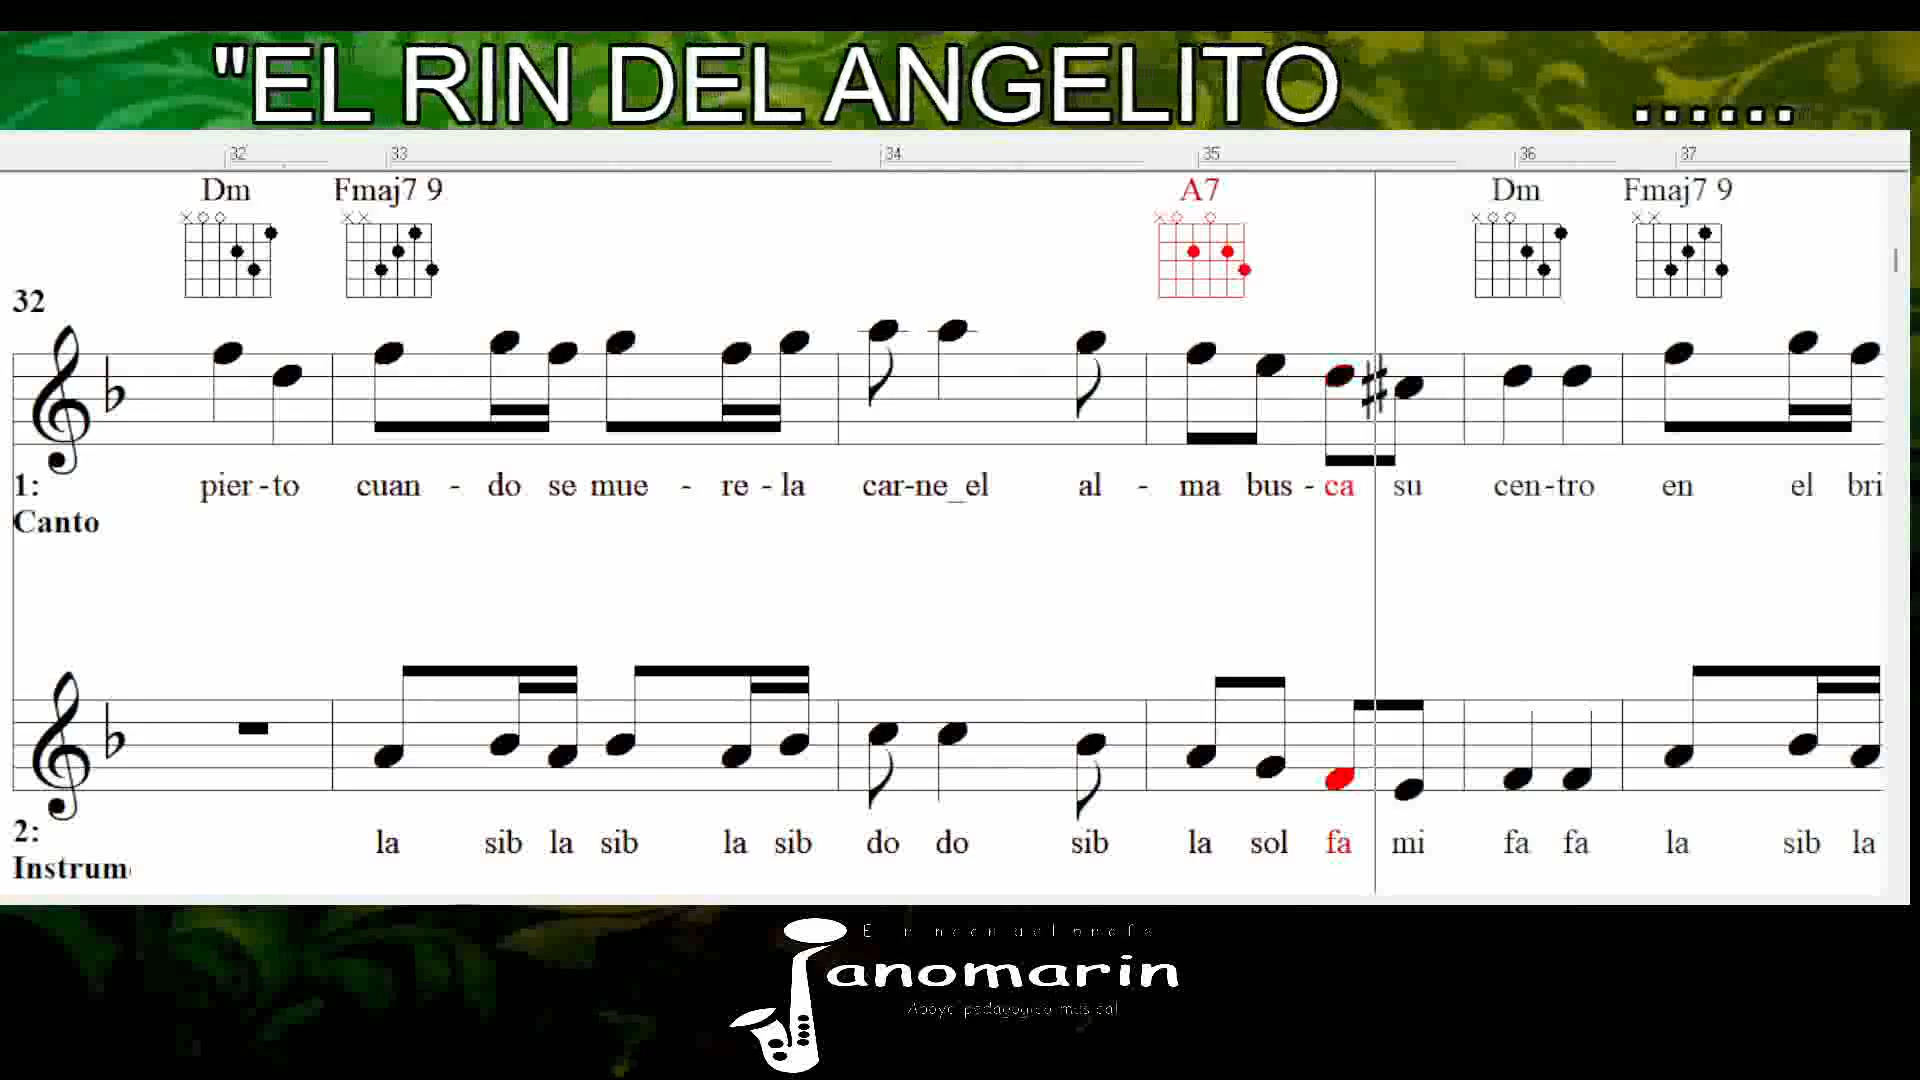 "EL RIN DEL ANGELITO ......
32 33 34 35 36 37
Dm Fmaj7 9 A7 Dm Fmaj7 9
32
1: pier-to cuan - do se mue - re-la car-ne_el al - ma bus-ca su cen-tro en el bri
Canto
2: la sib la sib la sib do do sib la sol fa mi fa fa la sib la
Instrum
anomarin
Apoyo pedagogico musical